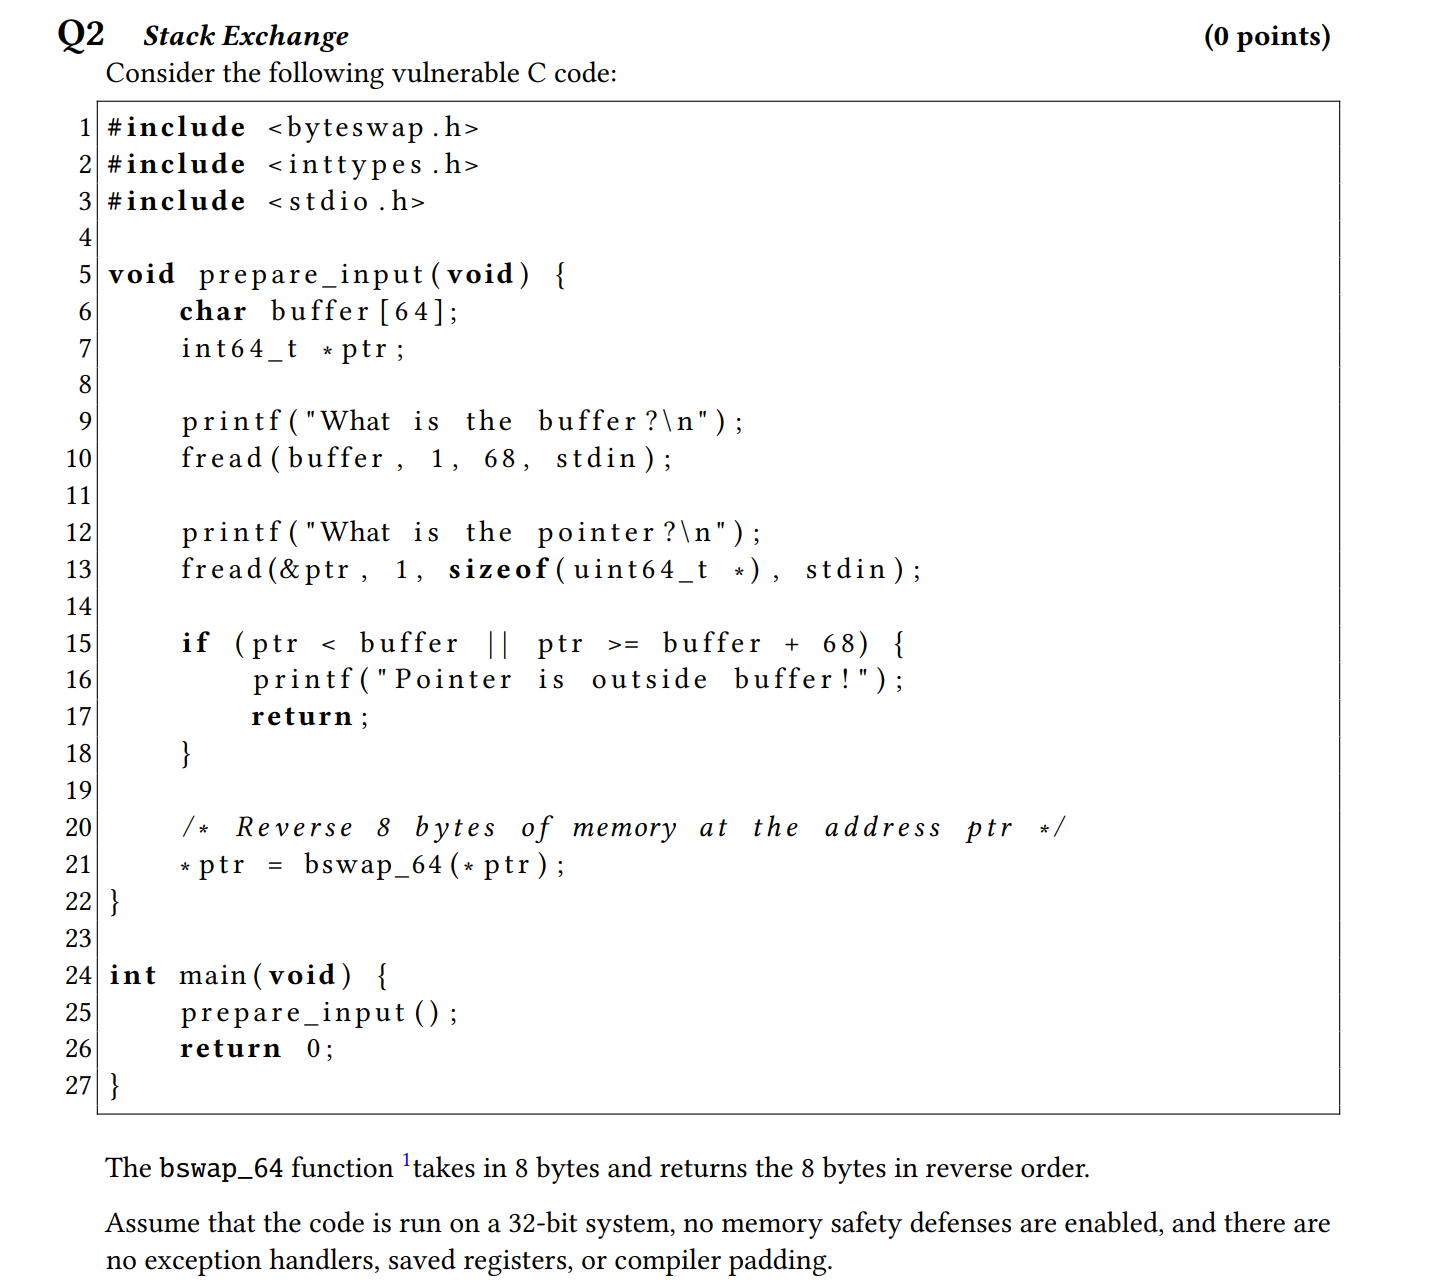 Q2 Stack Exchange (0 points)
Consider the following vulnerable C code:
1 #include <byteswap.h>
2 #include <inttypes.h>
3 #include <stdio.h>
4
5 void prepare_input(void) {
6 char buffer[64];
7 int64_t *ptr;
8
9 printf("What is the buffer?\n");
10 fread(buffer, 1, 68, stdin);
11
12 printf("What is the pointer?\n");
13 fread(&ptr, 1, sizeof(uint64_t *), stdin);
14
15 if (ptr < buffer || ptr >= buffer + 68) {
16 printf("Pointer is outside buffer!");
17 return;
18 }
19
20 /* Reverse 8 bytes of memory at the address ptr */
21 *ptr = bswap_64(*ptr);
22 }
23
24 int main(void) {
25 prepare_input();
26 return 0;
27 }
The bswap_64 function 1takes in 8 bytes and returns the 8 bytes in reverse order.
Assume that the code is run on a 32-bit system, no memory safety defenses are enabled, and there are
no exception handlers, saved registers, or compiler padding.